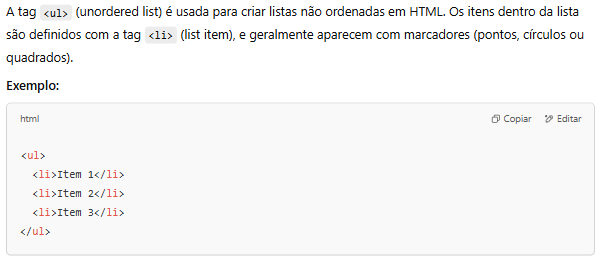 A tag <ul> (unordered list) é usada para criar listas não ordenadas em HTML. Os itens dentro da lista
são definidos com a tag <li> (list item), e geralmente aparecem com marcadores (pontos, círculos ou
quadrados).
Exemplo:
html Copiar Editar
<ul>
  <li>Item 1</li>
  <li>Item 2</li>
  <li>Item 3</li>
</ul>